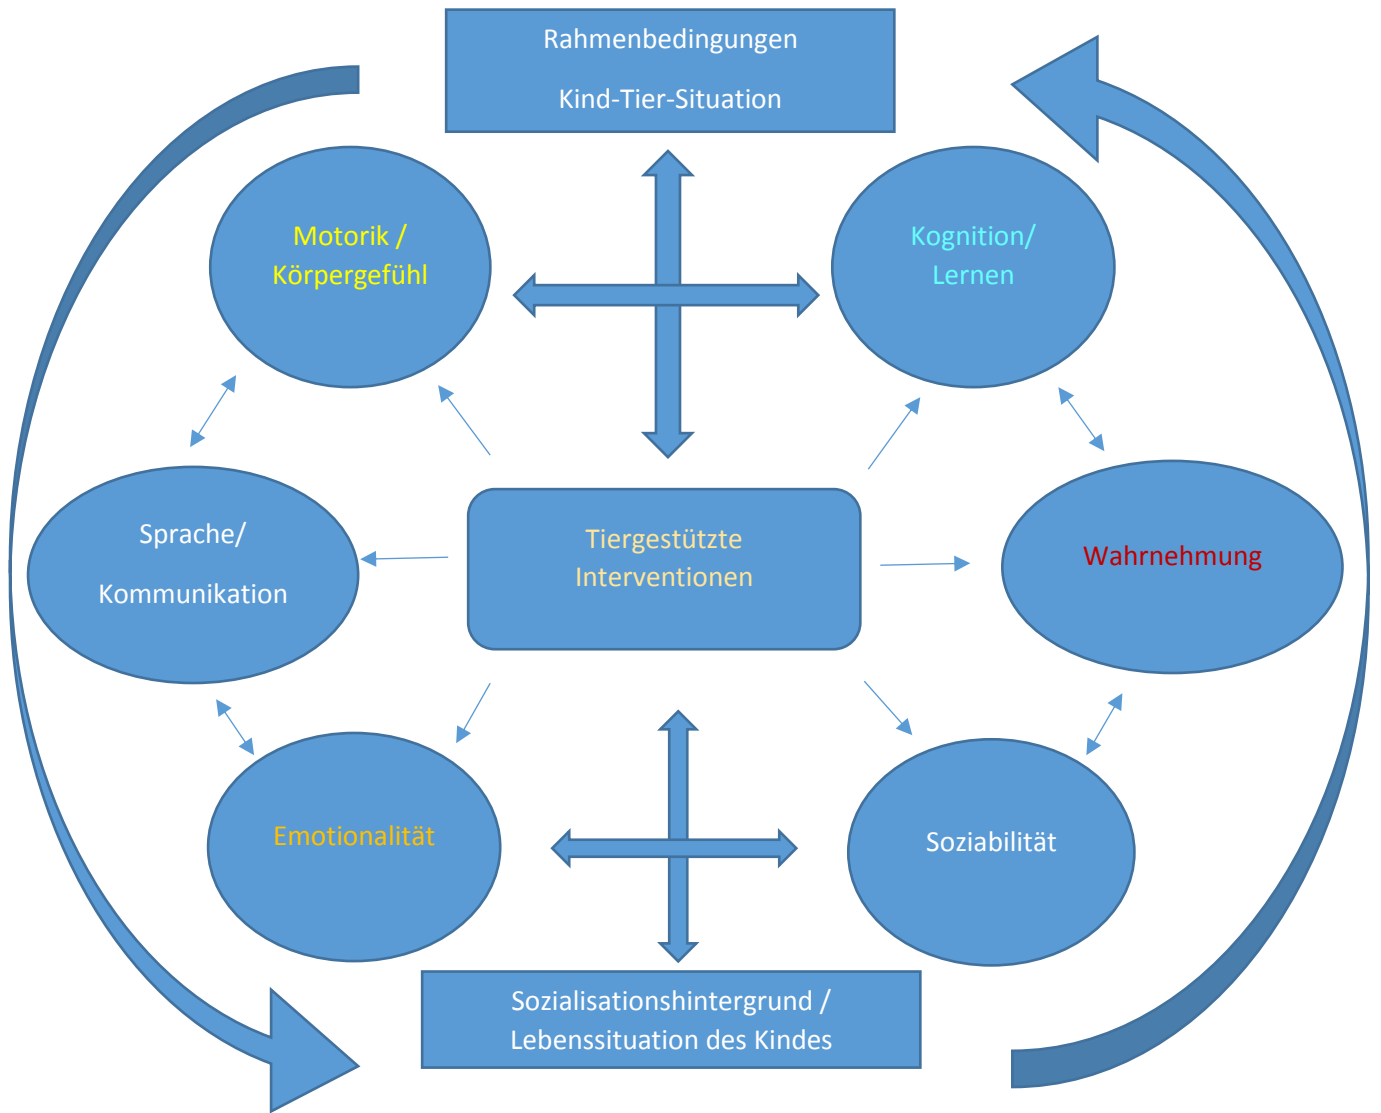 Rahmenbedingungen
Kind-Tier-Situation
Motorik /
Körpergefühl
Kognition/
Lernen
Sprache/
Kommunikation
Tiergestützte
Interventionen
Wahrnehmung
Emotionalität
Soziabilität
Sozialisationshintergrund /
Lebenssituation des Kindes